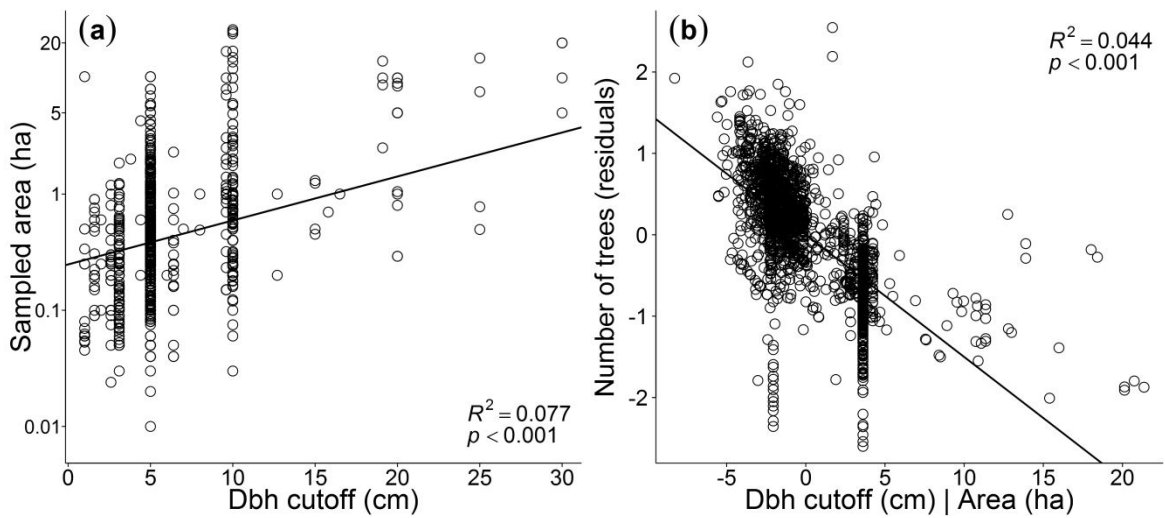 (a)
Sampled area (ha)
20
5
1
0.1
0.01
R² = 0.077
p < 0.001
0 5 10 15 20 25 30
Dbh cutoff (cm)
(b)
Number of trees (residuals)
2
1
0
-1
-2
R² = 0.044
p < 0.001
-5 0 5 10 15 20
Dbh cutoff (cm) | Area (ha)